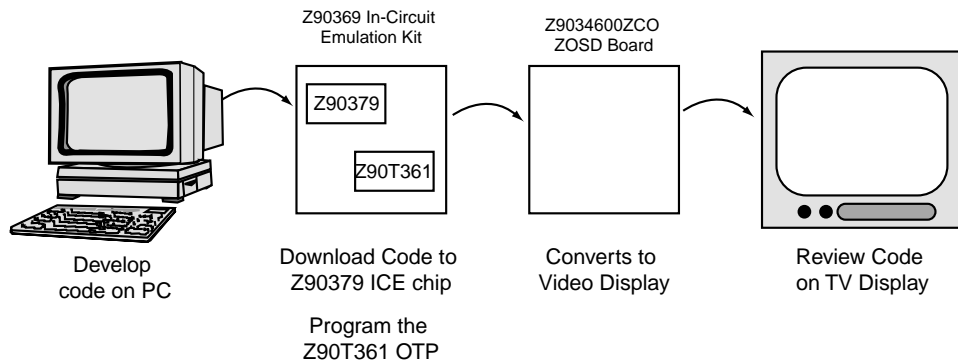 Z90369 In-Circuit
Emulation Kit
Z9034600ZCO
ZOSD Board
Z90379
Z90T361
Develop
code on PC
Download Code to
Z90379 ICE chip
Program the
Z90T361 OTP
Converts to
Video Display
Review Code
on TV Display